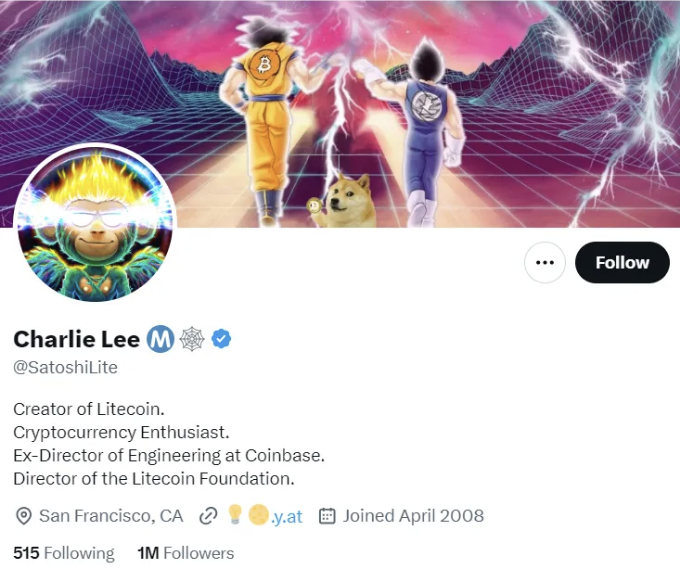 Follow
Charlie Lee Ⓜ️🕸️
@SatoshiLite
Creator of Litecoin.
Cryptocurrency Enthusiast.
Ex-Director of Engineering at Coinbase.
Director of the Litecoin Foundation.
San Francisco, CA 💡🌕.y.at Joined April 2008
515 Following 1M Followers